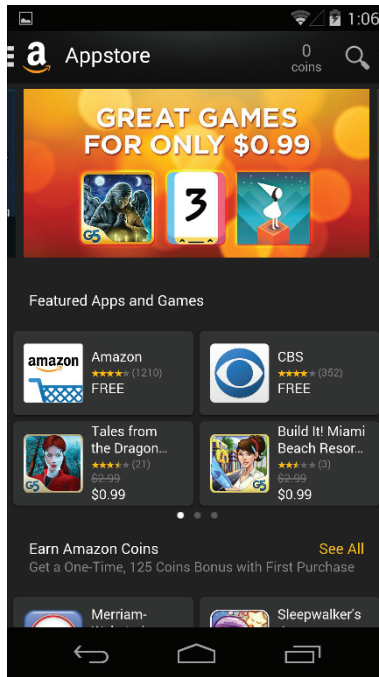 1:06
a Appstore
0
coins
GREAT GAMES
FOR ONLY $0.99
G5
3
Featured Apps and Games
amazon
Amazon
(1210)
FREE
CBS
(352)
FREE
G5
Tales from
the Dragon...
(21)
$2.99
$0.99
G5
Build It! Miami
Beach Resor...
(3)
$2.99
$0.99
Earn Amazon Coins
See All
Get a One-Time, 125 Coins Bonus with First Purchase
Merriam-
Sleepwalker's